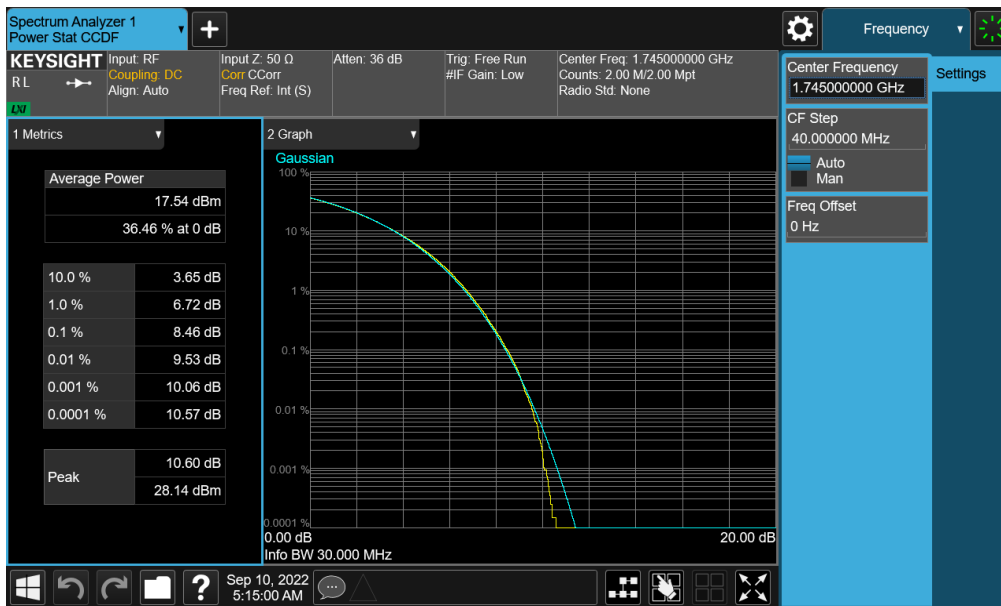 Spectrum Analyzer 1
Power Stat CCDF
Frequency
KEYSIGHT
RL
LXI
Input: RF
Coupling: DC
Align: Auto
Input Z: 50 Ω
Corr CCorr
Freq Ref: Int (S)
Atten: 36 dB
Trig: Free Run
#IF Gain: Low
Center Freq: 1.745000000 GHz
Counts: 2.00 M/2.00 Mpt
Radio Std: None
Center Frequency
1.745000000 GHz
Settings
CF Step
40.000000 MHz
Auto
Man
Freq Offset
0 Hz
1 Metrics
Average Power
17.54 dBm
36.46 % at 0 dB
10.0 % 3.65 dB
1.0 % 6.72 dB
0.1 % 8.46 dB
0.01 % 9.53 dB
0.001 % 10.06 dB
0.0001 % 10.57 dB
Peak
10.60 dB
28.14 dBm
2 Graph
Gaussian
100 %
10 %
1 %
0.1 %
0.01 %
0.001 %
0.0001 %
0.00 dB 20.00 dB
Info BW 30.000 MHz
?
Sep 10, 2022
5:15:00 AM